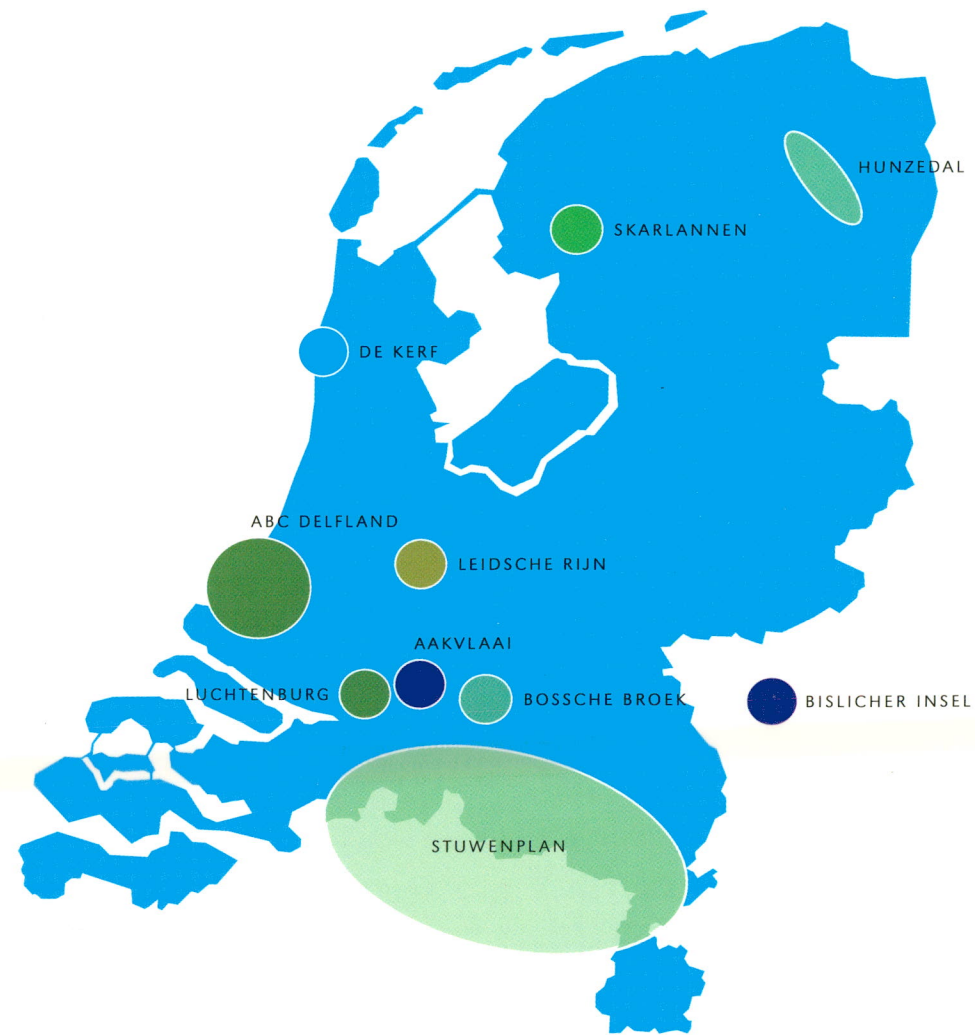 HUNZEDAL
SKARLANNEN
DE KERF
ABC DELFLAND
LEIDSCHE RIJN
AAKVLAAI
LUCHTENBURG
BOSSCHE BROEK
BISLICHER INSEL
STUWENPLAN